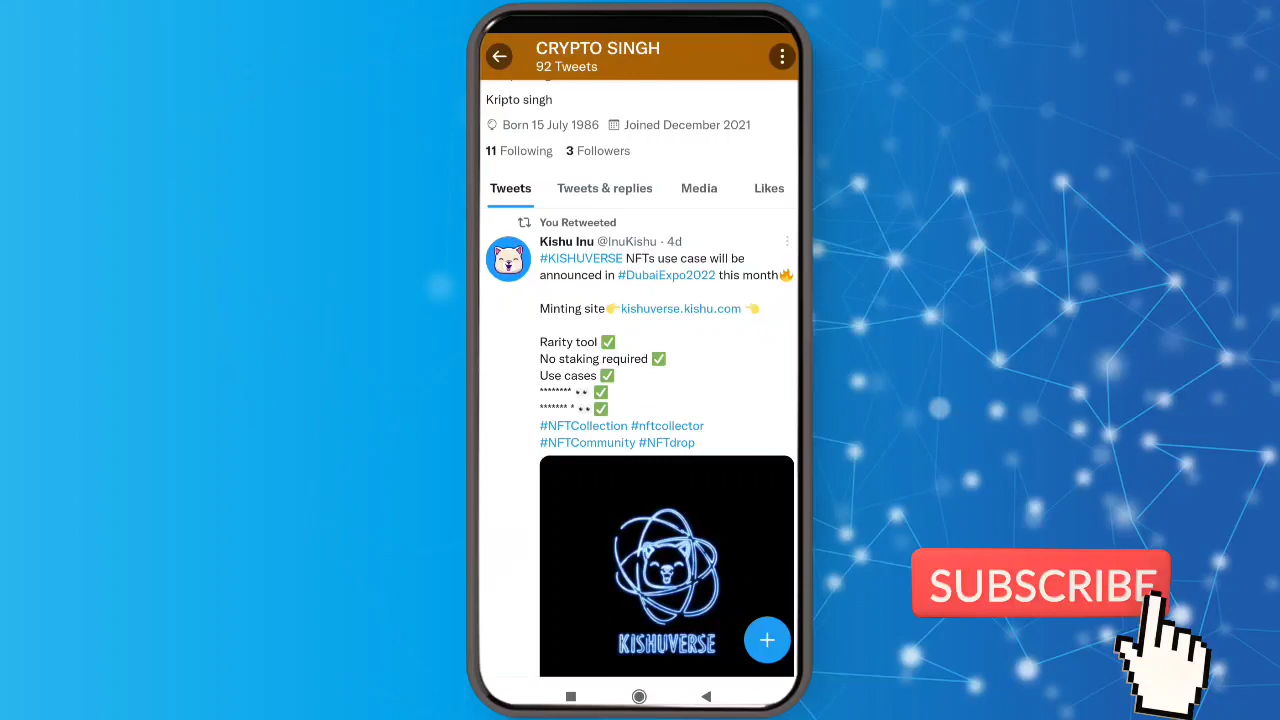 CRYPTO SINGH
92 Tweets
Kripto singh
Born 15 July 1986 Joined December 2021
11 Following 3 Followers
Tweets Tweets & replies Media Likes
You Retweeted
Kishu Inu @InuKishu · 4d
#KISHUVERSE NFTs use case will be
announced in #DubaiExpo2022 this month🔥
Minting site👉kishuverse.kishu.com 👈
Rarity tool ✅
No staking required ✅
Use cases ✅
******** 👀 ✅
******* * 👀 ✅
#NFTCollection #nftcollector
#NFTCommunity #NFTdrop
KISHUVERSE
SUBSCRIBE